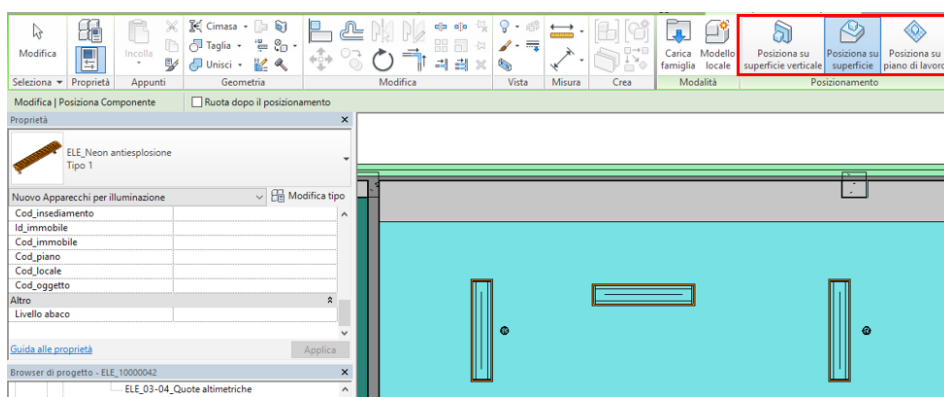 Cimasa
Taglia
Unisci
Modifica
Incolla
Carica famiglia
Modello locale
Posiziona su superficie verticale
Posiziona su superficie
Posiziona su piano di lavoro
Seleziona
Proprietà
Appunti
Geometria
Modifica
Vista
Misura
Crea
Modalità
Posizionamento
Modifica | Posiziona Componente
Ruota dopo il posizionamento
Proprietà
ELE_Neon antiesplosione
Tipo 1
Nuovo Apparecchi per illuminazione
Modifica tipo
Cod_insediamento
Id_immobile
Cod_immobile
Cod_piano
Cod_locale
Cod_oggetto
Altro
Livello abaco
Guida alle proprietà
Applica
Browser di progetto - ELE_10000042
ELE_03-04_Quote altimetriche